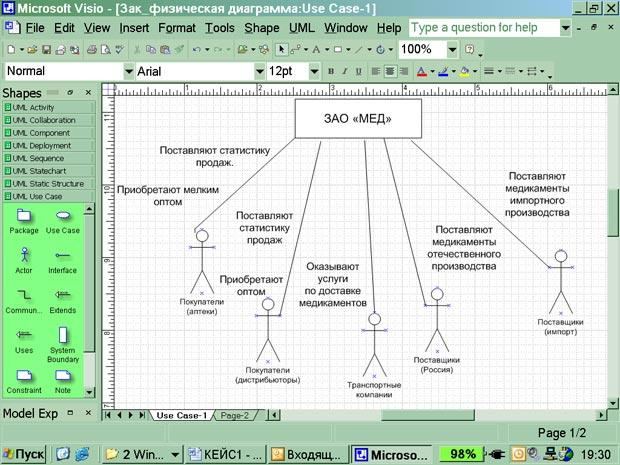 Microsoft Visio - [Зак_физическая диаграмма:Use Case-1]
File Edit View Insert Format Tools Shape UML Window Help
Type a question for help
100%
Normal
Arial
12pt
Shapes
UML Activity
UML Collaboration
UML Component
UML Deployment
UML Sequence
UML Statechart
UML Static Structure
UML Use Case
Package
Use Case
Actor
Interface
Commun...
Extends
Uses
System
Boundary
Constraint
Note
Model Exp
ЗАО «МЕД»
Поставляют статистику
продаж.
Приобретают мелким
оптом
Поставляют
статистику
продаж
Приобретают
оптом
Оказывают
услуги
по доставке
медикаментов
Поставляют
медикаменты
отечественного
производства
Поставляют
медикаменты
импортного
производства
Покупатели
(аптеки)
Покупатели
(дистрибьюторы)
Транспортные
компании
Поставщики
(Россия)
Поставщики
(импорт)
Use Case-1
Page-2
Page 1/2
Пуск
2 Win...
КЕЙС1 - ...
Входящ...
Microso...
98%
19:30